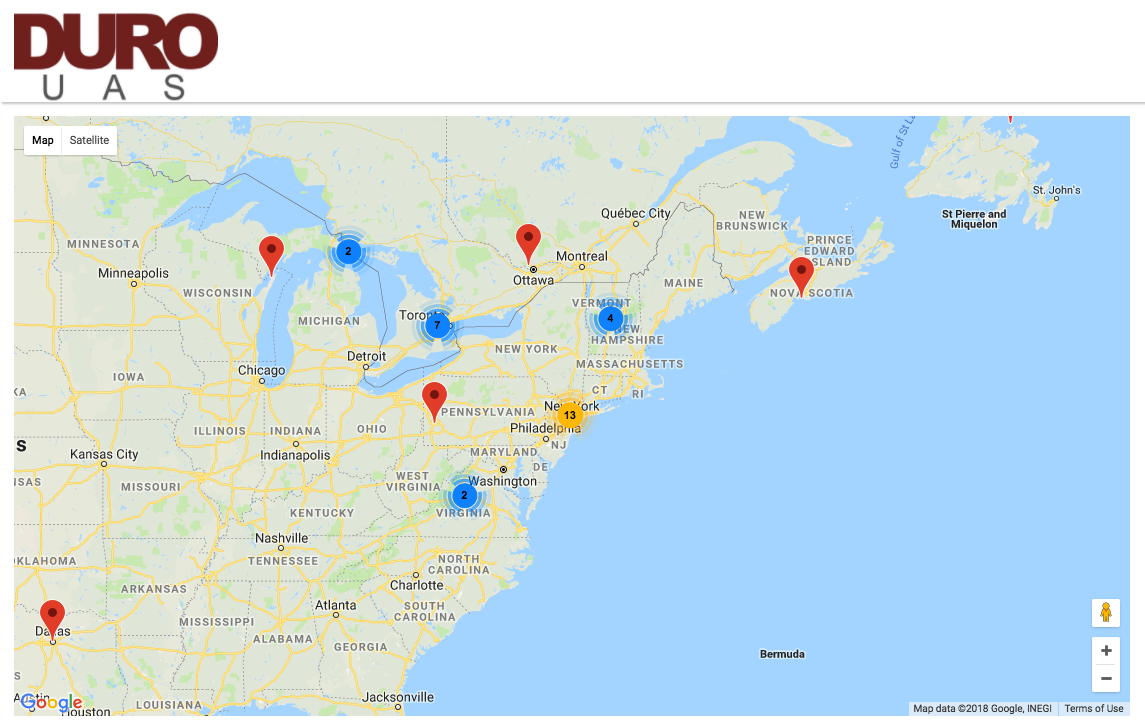 DURO
U A S
Map
Satellite
Gulf of St
St. John's
St Pierre and
Miquelon
Québec City
NEW
BRUNSWICK
PRINCE
EDWARD
ISLAND
MINNESOTA
Minneapolis
Montreal
Ottawa
MAINE
NOVA SCOTIA
WISCONSIN
2
VERMONT
MICHIGAN
Toronto
7
4
NEW
HAMPSHIRE
NEW YORK
Detroit
MASSACHUSETTS
Chicago
IOWA
CT
RI
New York
13
PENNSYLVANIA
ILLINOIS
INDIANA
OHIO
Philadelphia
NJ
S
Kansas City
Indianapolis
MARYLAND
DE
WEST
VIRGINIA
Washington
MISSOURI
2
VIRGINIA
KENTUCKY
Nashville
TENNESSEE
NORTH
CAROLINA
KLAHOMA
ARKANSAS
Charlotte
Atlanta
SOUTH
CAROLINA
Dallas
MISSISSIPPI
ALABAMA
GEORGIA
Bermuda
Jacksonville
Austin
Google
LOUISIANA
Houston
Map data ©2018 Google, INEGI
Terms of Use